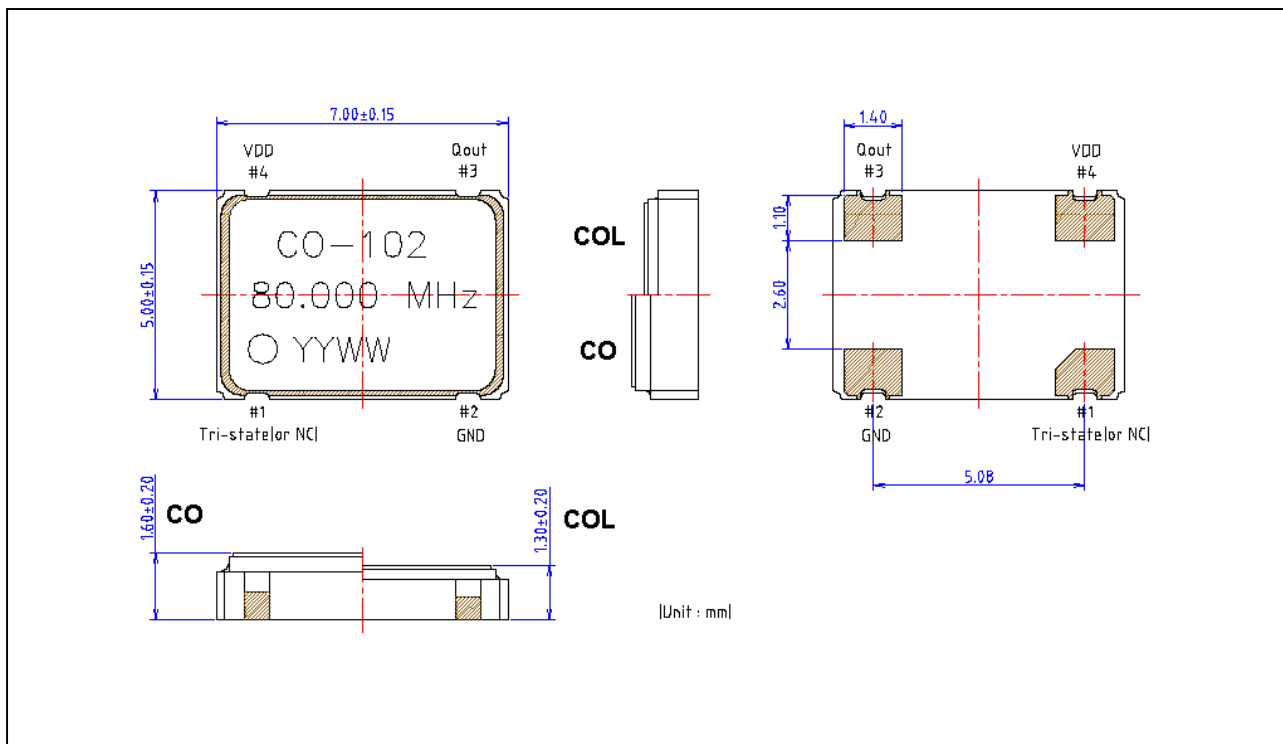 7.00±0.15
VDD
#4
Qout
#3
5.00±0.15
CO-102
80.000 MHz
YYWW
#1
Tri-state(or NC)
#2
GND
COL
CO
1.40
Qout
#3
VDD
#4
1.10
2.60
#2
GND
#1
Tri-state(or NC)
5.08
1.60±0.20
CO
1.30±0.20
COL
(Unit : mm)